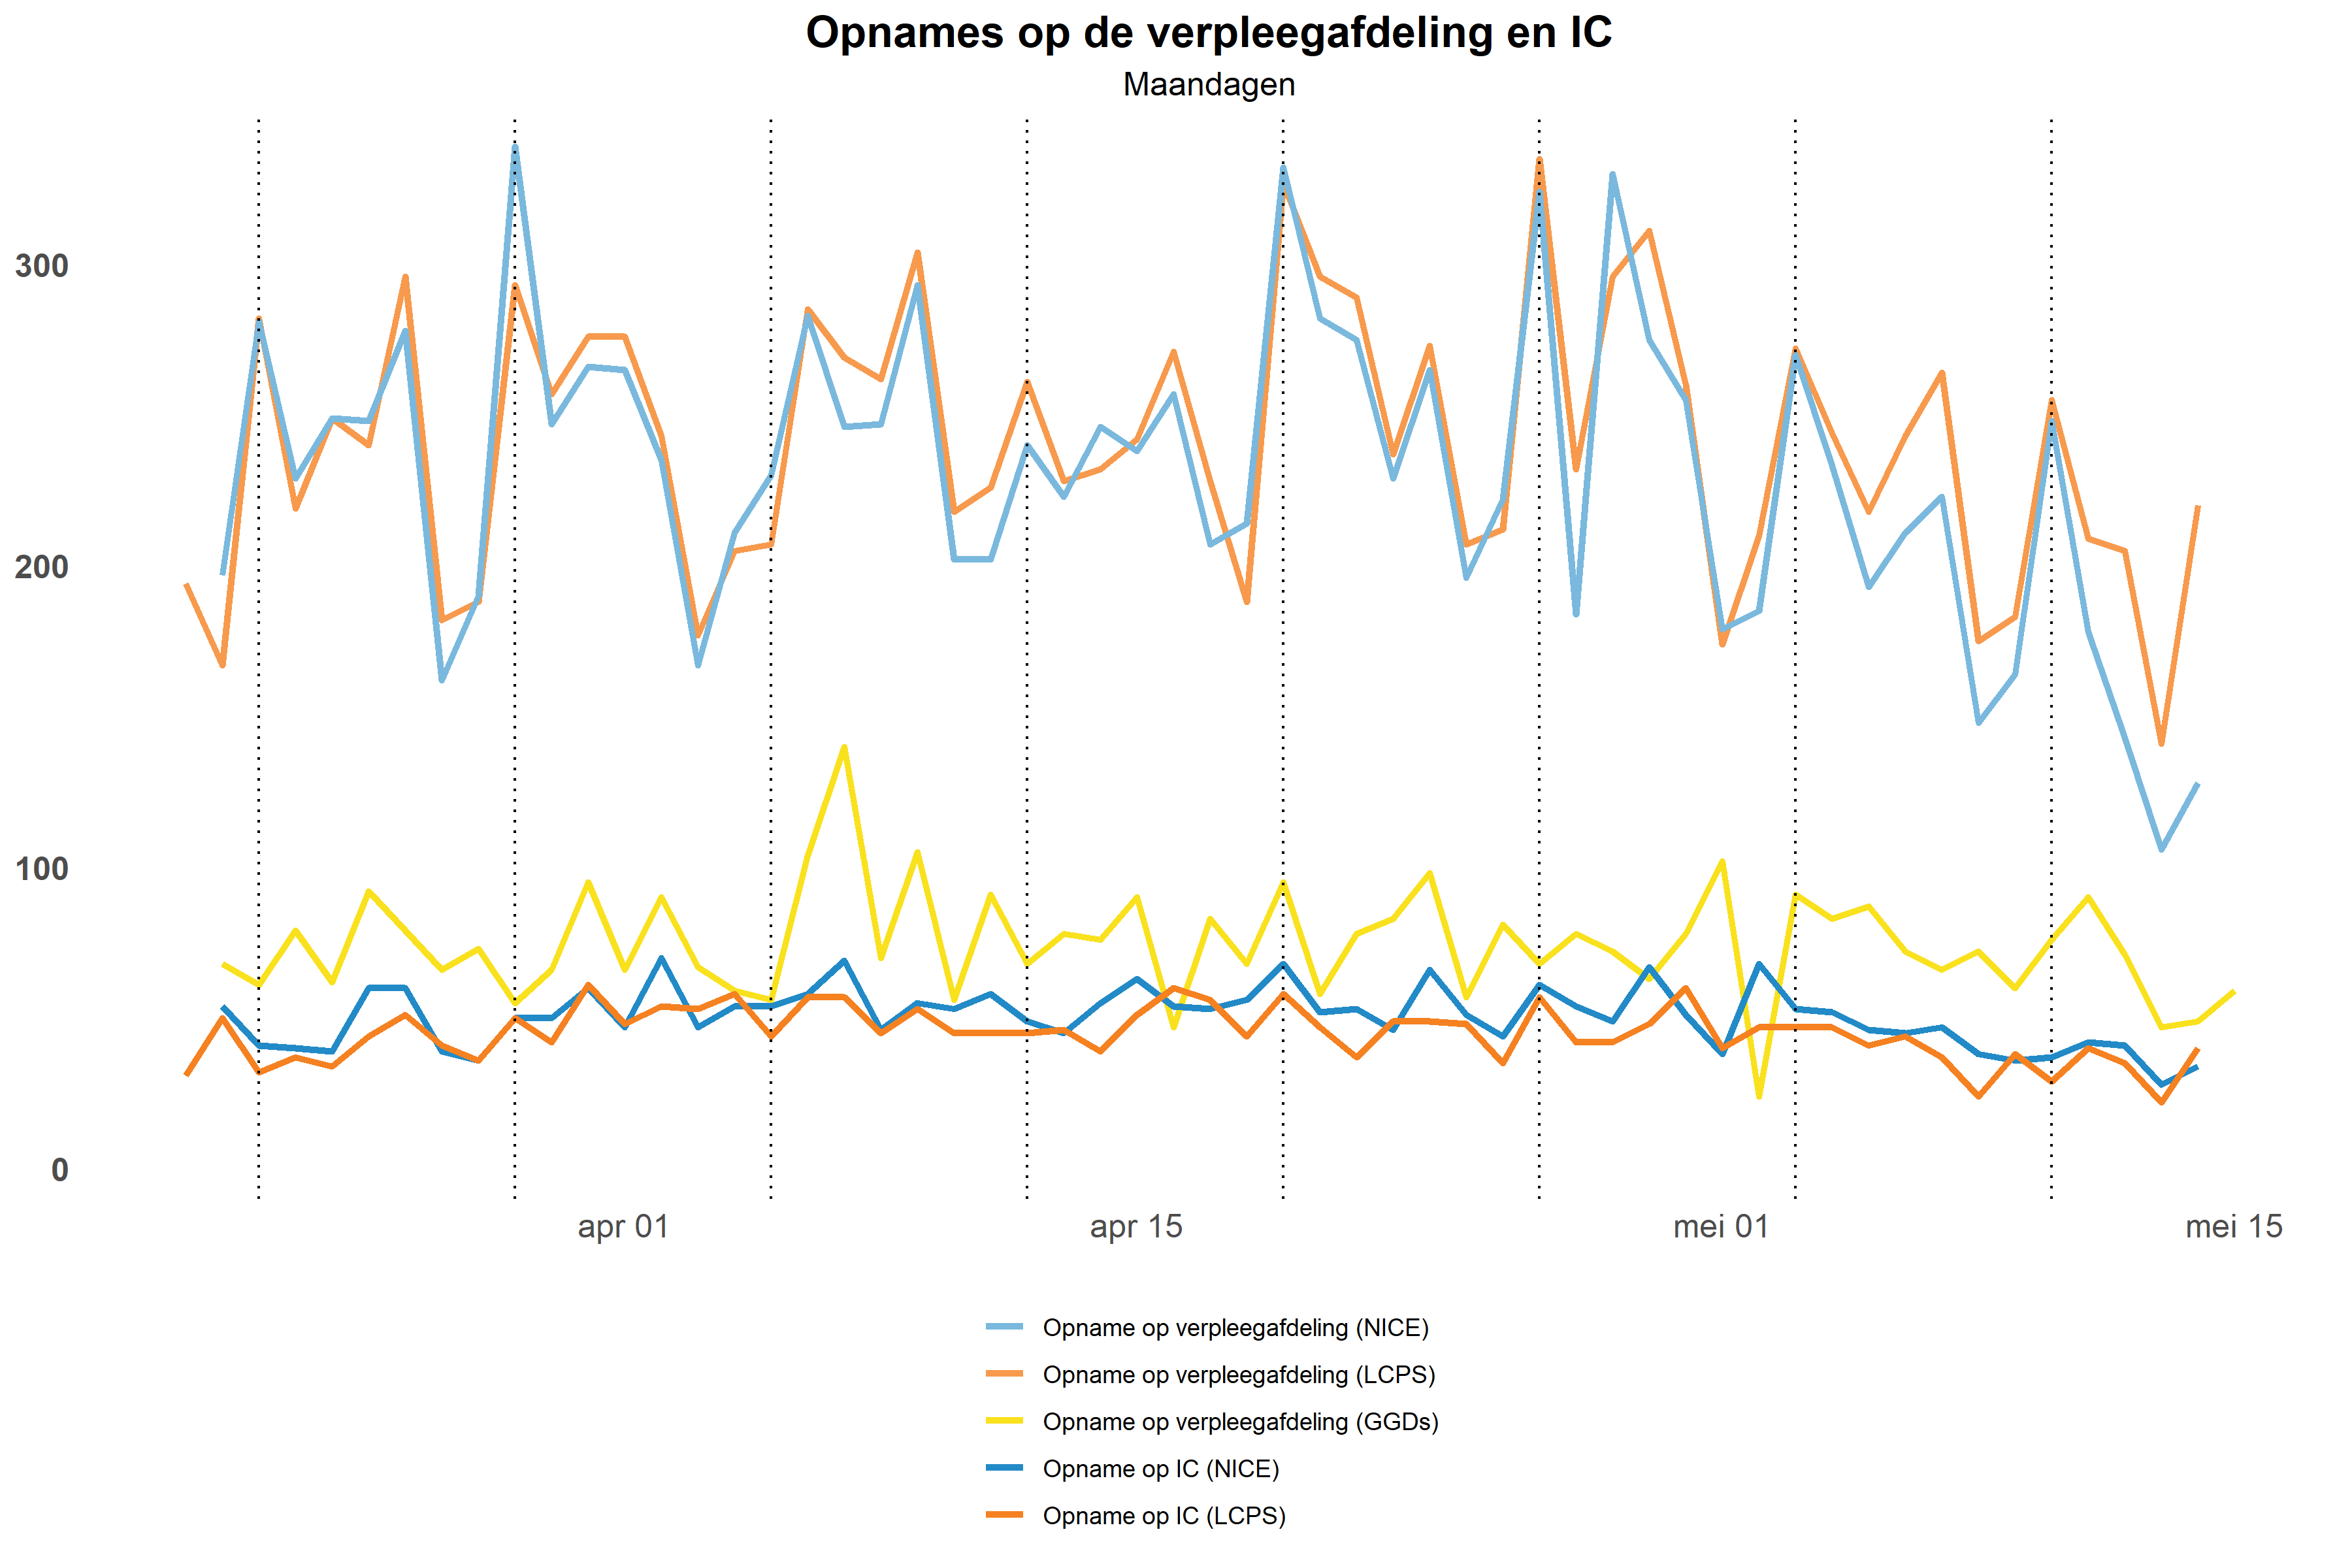 Opnames op de verpleegafdeling en IC
Maandagen
300
200
100
0
apr 01
apr 15
mei 01
mei 15
Opname op verpleegafdeling (NICE)
Opname op verpleegafdeling (LCPS)
Opname op verpleegafdeling (GGDs)
Opname op IC (NICE)
Opname op IC (LCPS)